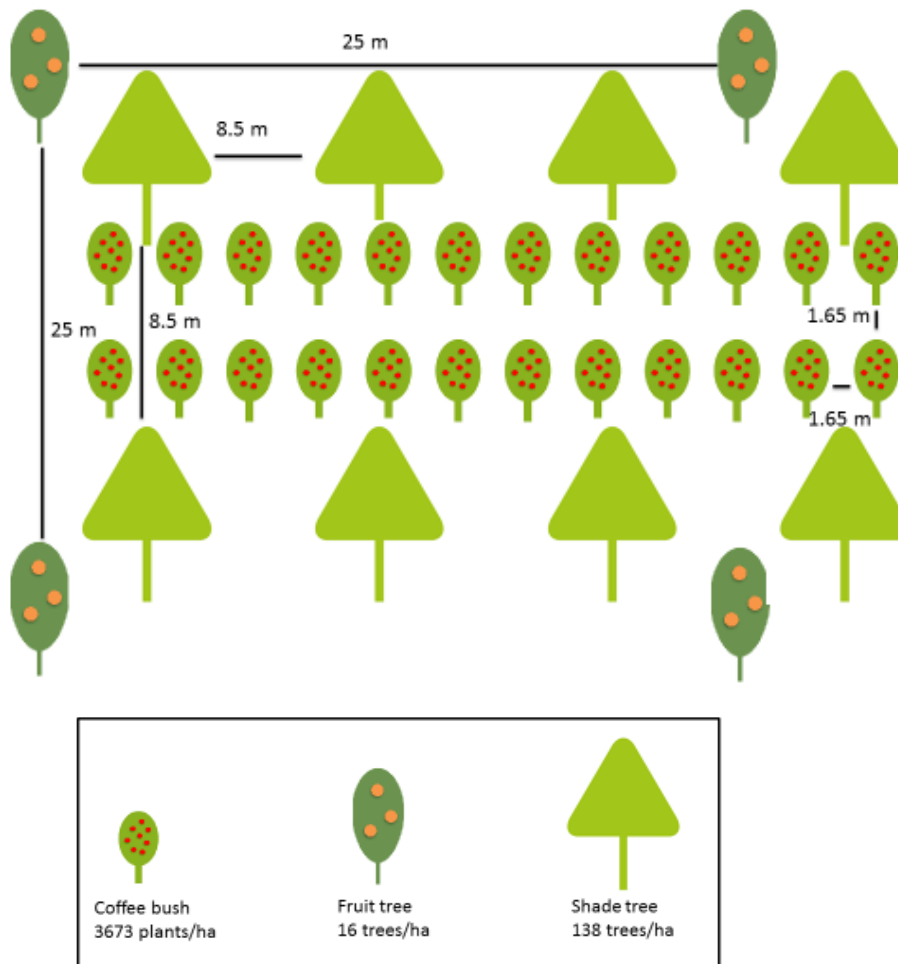 25 m
8.5 m
25 m
8.5 m
1.65 m
1.65 m
Coffee bush
3673 plants/ha
Fruit tree
16 trees/ha
Shade tree
138 trees/ha